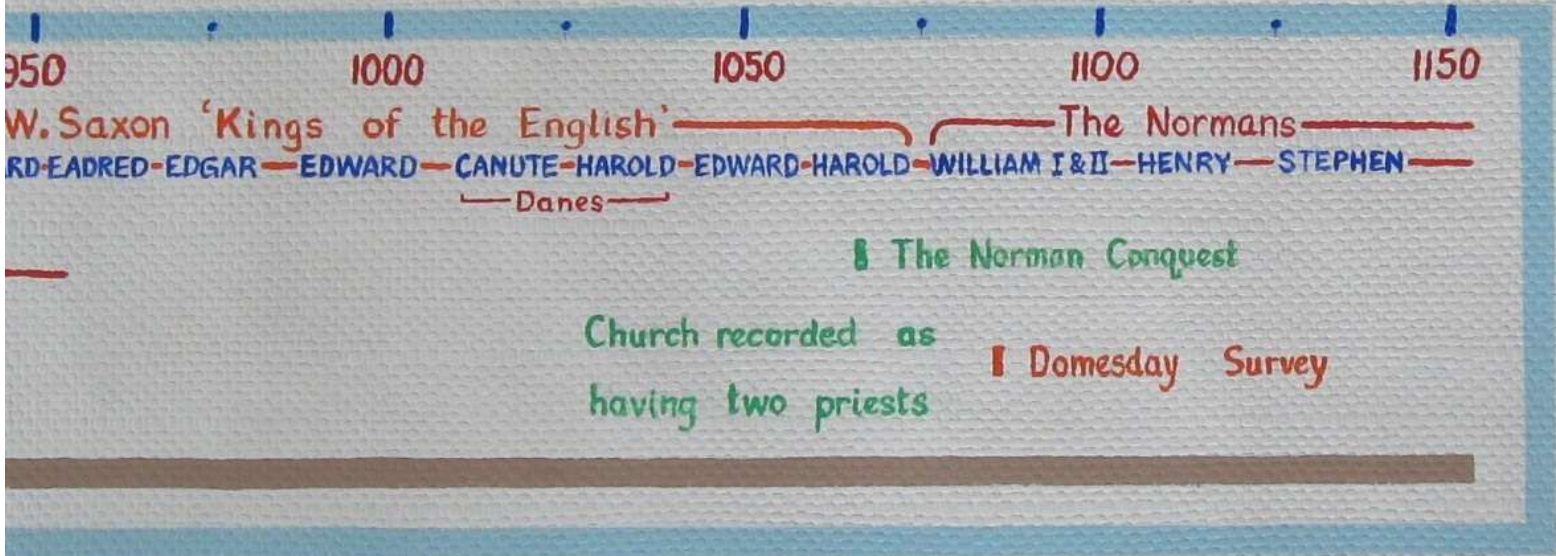 950 1000 1050 1100 1150
W. Saxon 'Kings of the English' The Normans
RD-EADRED-EDGAR-EDWARD-CANUTE-HAROLD-EDWARD-HAROLD-WILLIAM I & II-HENRY-STEPHEN
Danes
The Norman Conquest
Church recorded as
Domesday Survey
having two priests